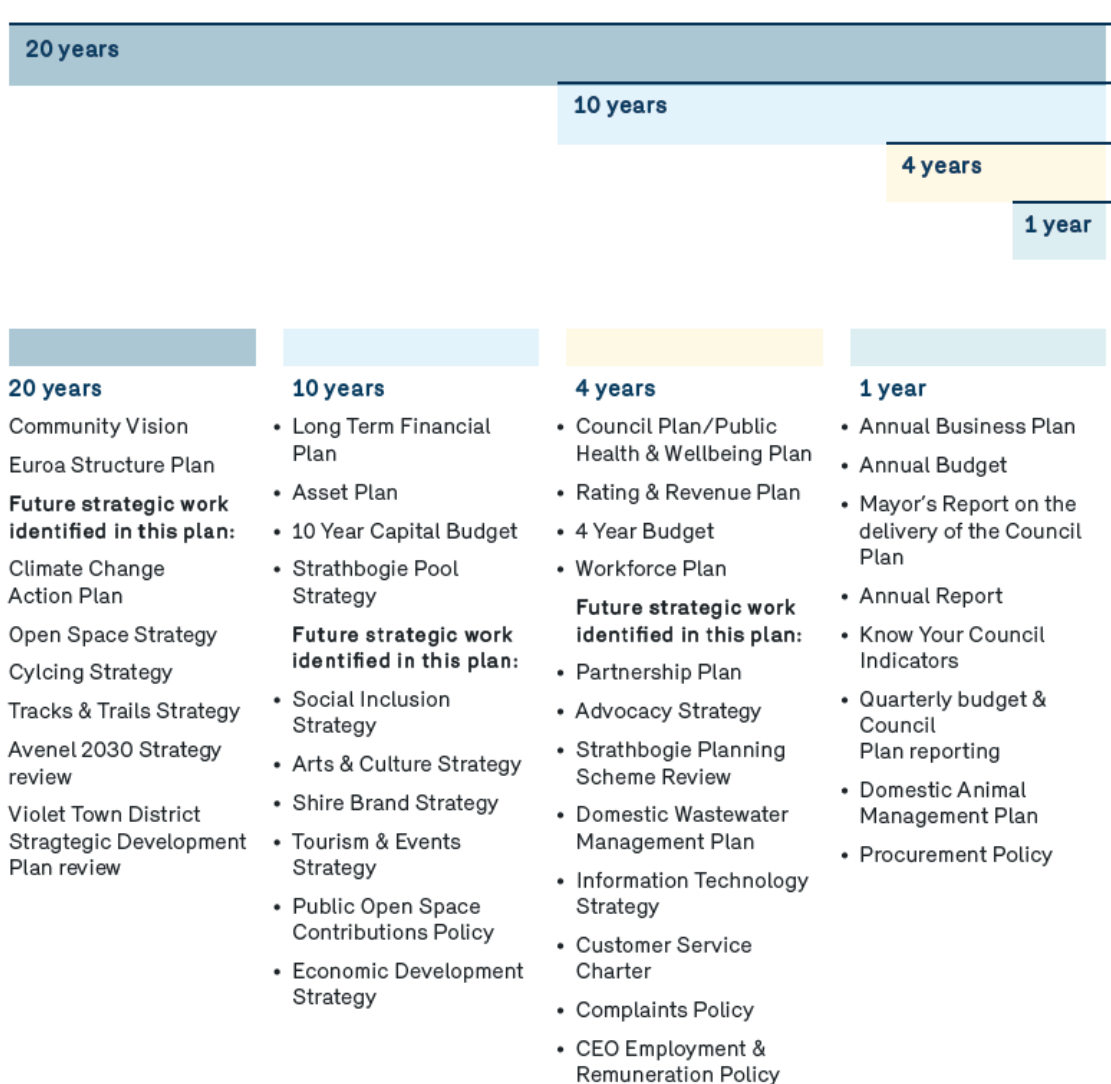 20 years
10 years
4 years
1 year
20 years
Community Vision
Euroa Structure Plan
Future strategic work
identified in this plan:
Climate Change
Action Plan
Open Space Strategy
Cylcing Strategy
Tracks & Trails Strategy
Avenel 2030 Strategy
review
Violet Town District
Stragtegic Development
Plan review
10 years
• Long Term Financial
Plan
• Asset Plan
• 10 Year Capital Budget
• Strathbogie Pool
Strategy
Future strategic work
identified in this plan:
• Social Inclusion
Strategy
• Arts & Culture Strategy
• Shire Brand Strategy
• Tourism & Events
Strategy
• Public Open Space
Contributions Policy
• Economic Development
Strategy
4 years
• Council Plan/Public
Health & Wellbeing Plan
• Rating & Revenue Plan
• 4 Year Budget
• Workforce Plan
Future strategic work
identified in this plan:
• Partnership Plan
• Advocacy Strategy
• Strathbogie Planning
Scheme Review
• Domestic Wastewater
Management Plan
• Information Technology
Strategy
• Customer Service
Charter
• Complaints Policy
• CEO Employment &
Remuneration Policy
1 year
• Annual Business Plan
• Annual Budget
• Mayor's Report on the
delivery of the Council
Plan
• Annual Report
• Know Your Council
Indicators
• Quarterly budget &
Council
Plan reporting
• Domestic Animal
Management Plan
• Procurement Policy